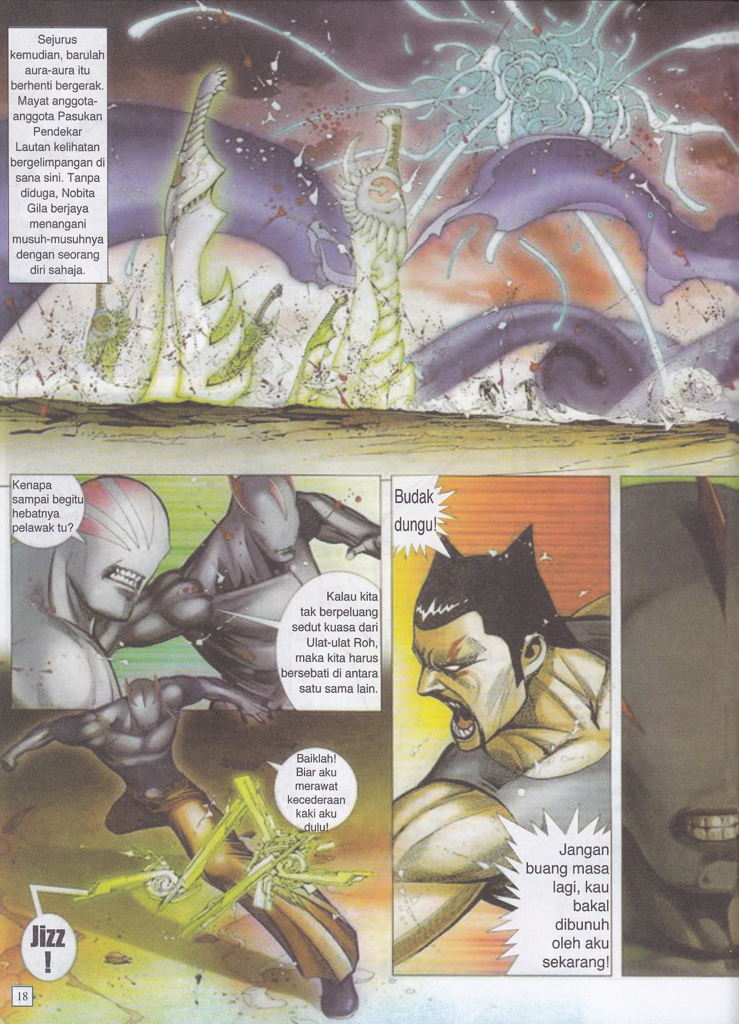 Sejurus
kemudian, barulah
aura-aura itu
berhenti bergerak.
Mayat anggota-
anggota Pasukan
Pendekar
Lautan kelihatan
bergelimpangan di
sana sini. Tanpa
diduga, Nobita
Gila berjaya
menangani
musuh-musuhnya
dengan seorang
diri sahaja.
Kenapa
sampai begitu
hebatnya
pelawak tu?
Kalau kita
tak berpeluang
sedut kuasa dari
Ulat-ulat Roh,
maka kita harus
bersebati di antara
satu sama lain.
Baiklah!
Biar aku
merawat
kecederaan
kaki aku
dulu!
Jizz
!
Budak
dungu!
Jangan
buang masa
lagi, kau
bakal
dibunuh
oleh aku
sekarang!
18